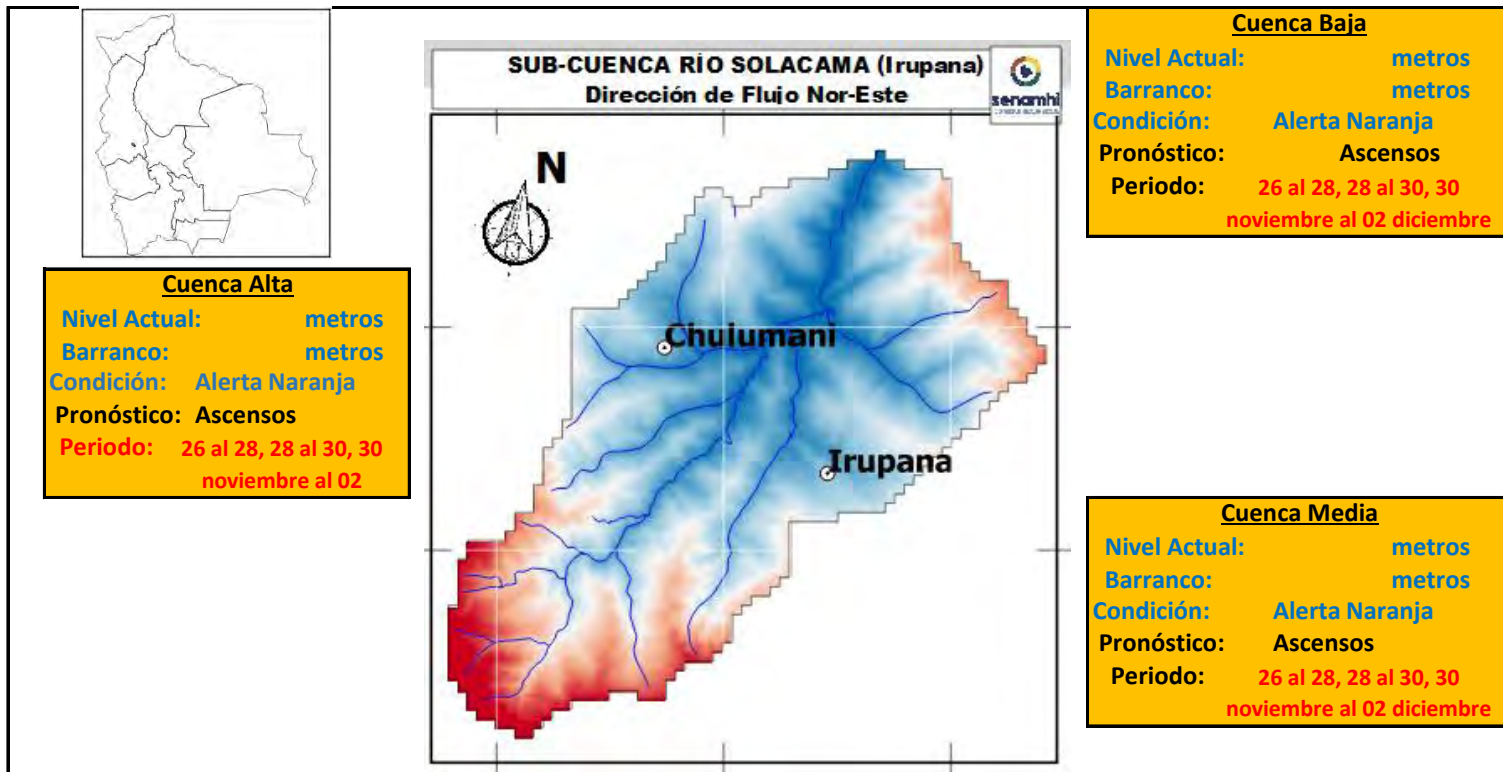 SUB-CUENCA RÍO SOLACAMA (Irupana)
Dirección de Flujo Nor-Este
senamhi
N
Chulumani
Irupana
Cuenca Alta
Nivel Actual: metros
Barranco: metros
Condición: Alerta Naranja
Pronóstico: Ascensos
Periodo: 26 al 28, 28 al 30, 30
noviembre al 02
Cuenca Baja
Nivel Actual: metros
Barranco: metros
Condición: Alerta Naranja
Pronóstico: Ascensos
Periodo: 26 al 28, 28 al 30, 30
noviembre al 02 diciembre
Cuenca Media
Nivel Actual: metros
Barranco: metros
Condición: Alerta Naranja
Pronóstico: Ascensos
Periodo: 26 al 28, 28 al 30, 30
noviembre al 02 diciembre